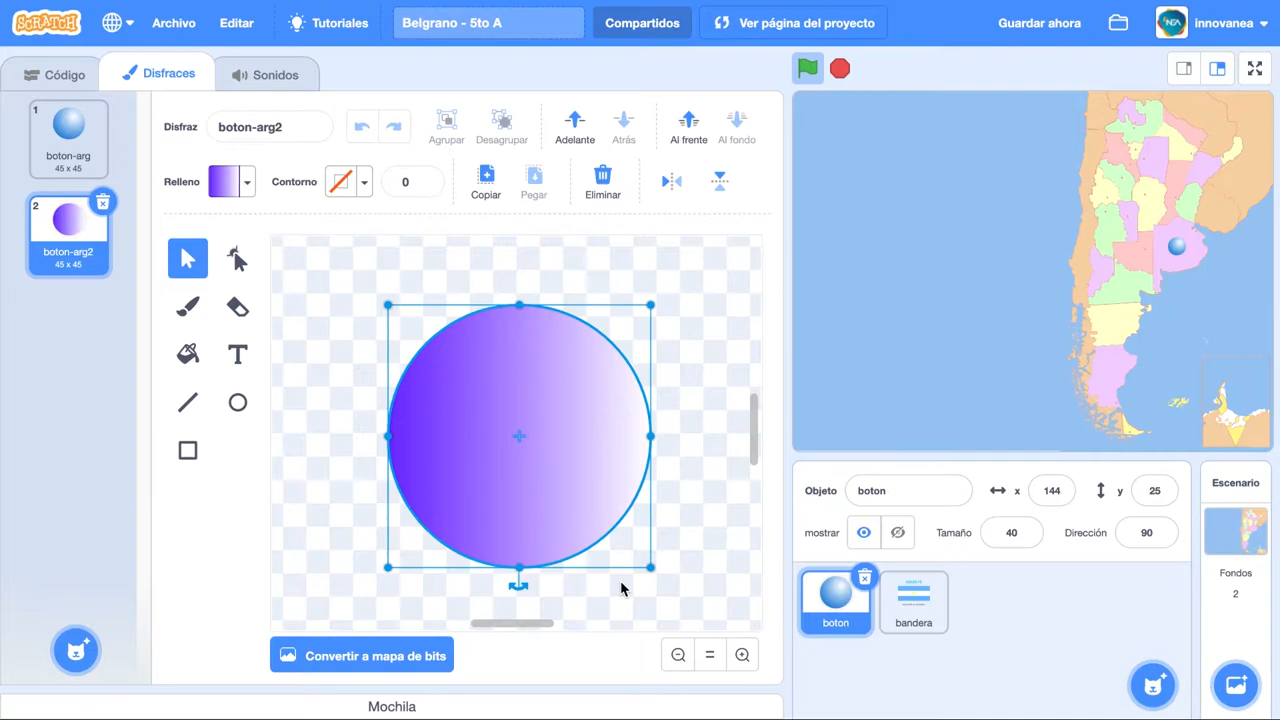 SCRATCH
Archivo
Editar
Tutoriales
Belgrano - 5to A
Compartidos
Ver página del proyecto
Guardar ahora
innovanea
Código
Disfraces
Sonidos
1
boton-arg
45 x 45
2
boton-arg2
45 x 45
Disfraz
boton-arg2
Agrupar
Desagrupar
Adelante
Atrás
Al frente
Al fondo
Relleno
Contorno
0
Copiar
Pegar
Eliminar
T
Convertir a mapa de bits
Mochila
Objeto
boton
x
144
y
25
mostrar
Tamaño
40
Dirección
90
boton
bandera
Escenario
Fondos
2